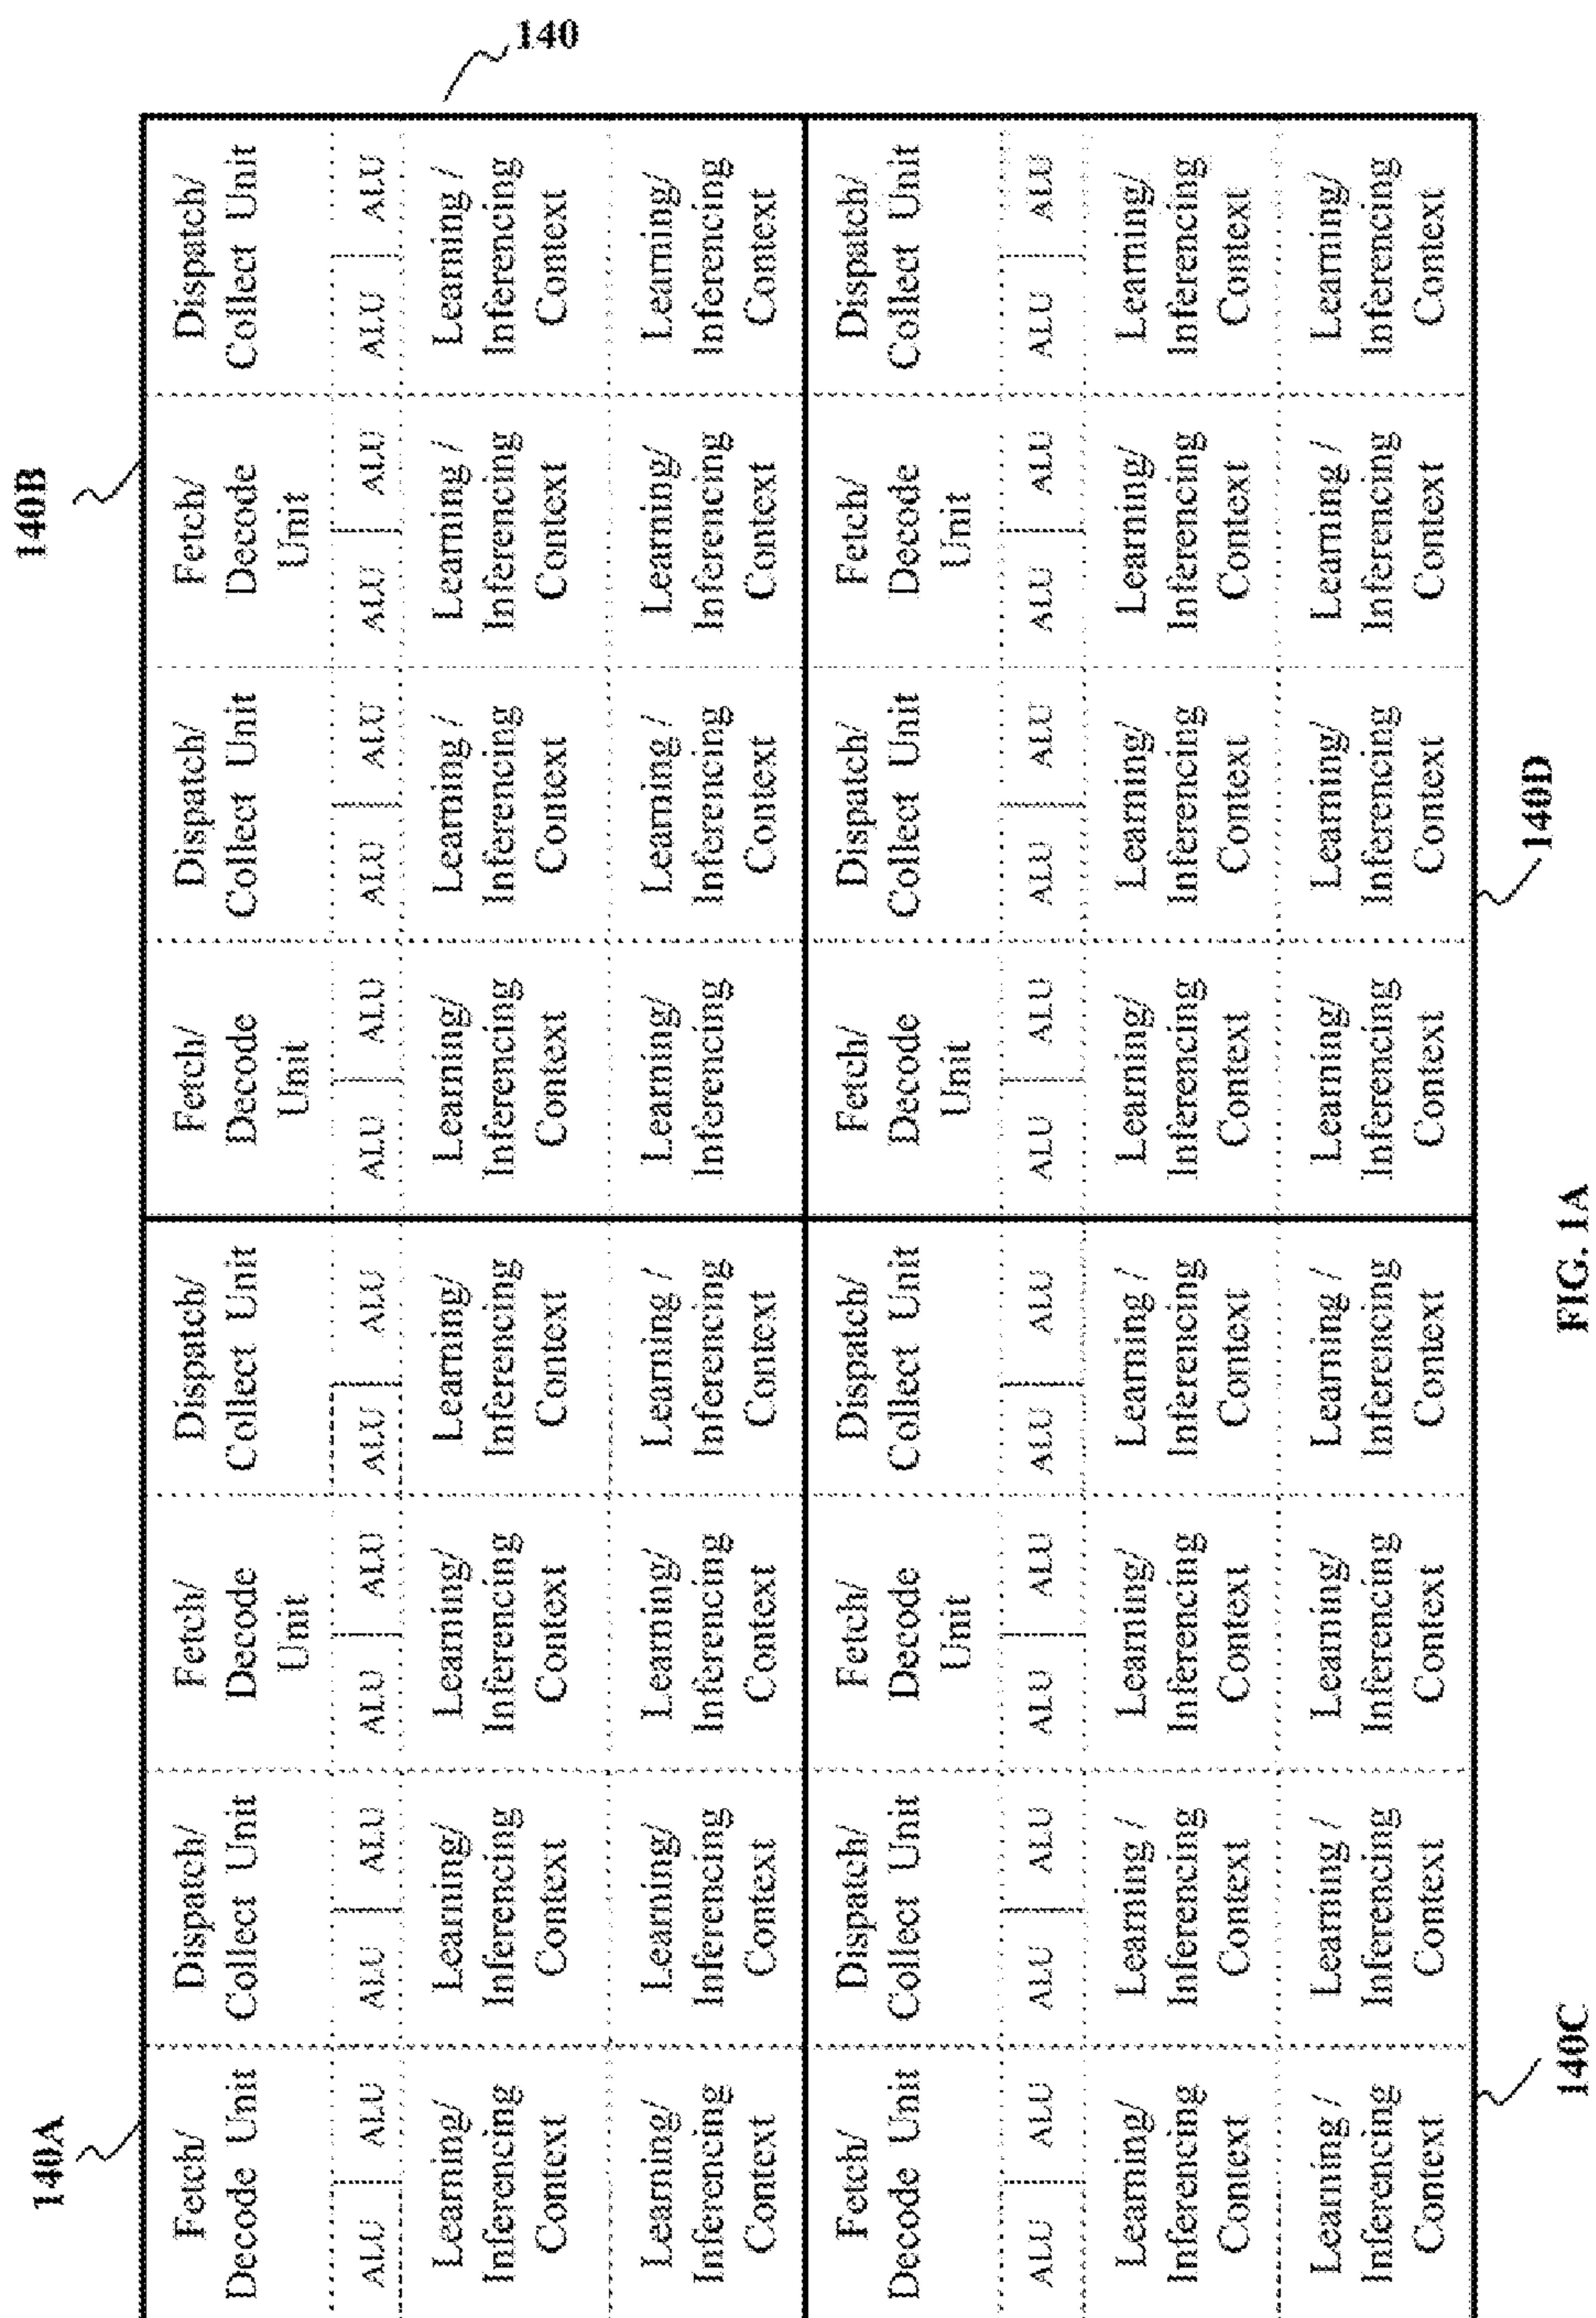 140A
140B
140
Fetch/ Dispatch/ Fetch/ Dispatch/ Fetch/ Dispatch/ Fetch/ Dispatch/
Decode Unit Collect Unit Decode Collect Unit Decode Collect Unit Decode Collect Unit
Unit Unit Unit
ALU ALU ALU ALU ALU ALU ALU ALU ALU ALU ALU ALU ALU ALU ALU ALU
Learning/ Learning/ Learning/ Learning/ Learning/ Learning / Learning / Learning /
Inferencing Inferencing Inferencing Inferencing Inferencing Inferencing Inferencing Inferencing
Context Context Context Context Context Context Context Context
Learning/ Learning/ Learning/ Learning / Learning/ Learning / Learning/ Learning/
Inferencing Inferencing Inferencing Inferencing Inferencing Inferencing Inferencing Inferencing
Context Context Context Context Context Context Context
Fetch/ Dispatch/ Fetch/ Dispatch/ Fetch/ Dispatch/ Fetch/ Dispatch/
Decode Unit Collect Unit Decode Collect Unit Decode Collect Unit Decode Collect Unit
Unit Unit Unit
ALU ALU ALU ALU ALU ALU ALU ALU ALU ALU ALU ALU ALU ALU ALU ALU
Learning/ Learning / Learning/ Learning / Learning/ Learning/ Learning/ Learning/
Inferencing Inferencing Inferencing Inferencing Inferencing Inferencing Inferencing Inferencing
Context Context Context Context Context Context Context Context
Learning / Learning / Learning/ Learning / Learning/ Learning/ Learning / Learning/
Inferencing Inferencing Inferencing Inferencing Inferencing Inferencing Inferencing Inferencing
Context Context Context Context Context Context Context Context
140C
140D
FIG. 1A